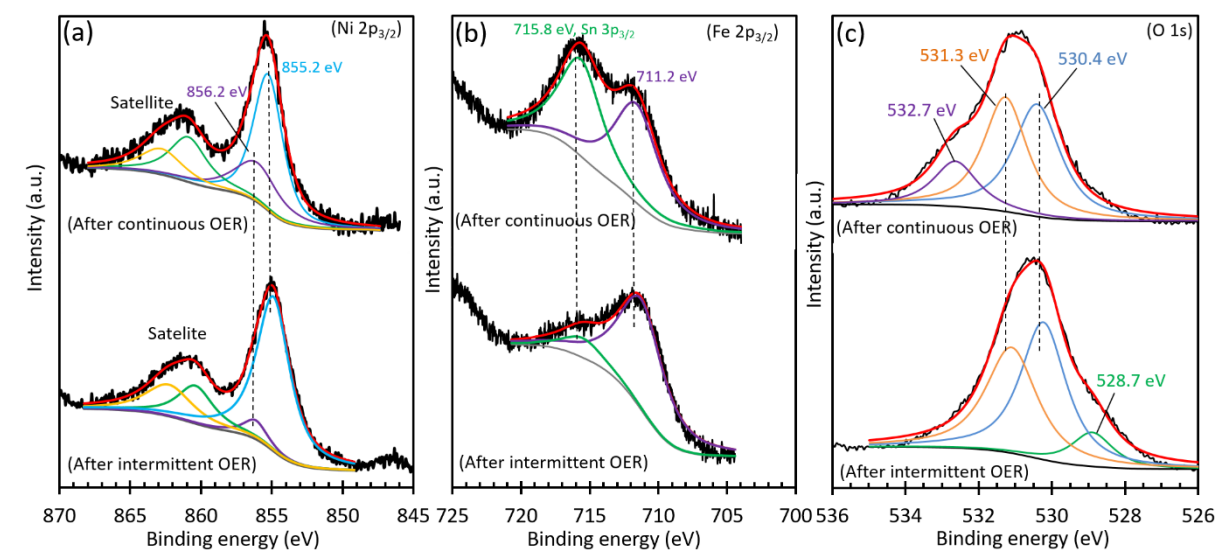 (a)
(Ni 2p3/2)
855.2 eV
856.2 eV
Satellite
(After continuous OER)
Satelite
(After intermittent OER)
Intensity (a.u.)
870 865 860 855 850 845
Binding energy (eV)
(b)
715.8 eV, Sn 3p3/2
(Fe 2p3/2)
711.2 eV
(After continuous OER)
(After intermittent OER)
Intensity (a.u.)
725 720 715 710 705 700
Binding energy (eV)
(c)
(O 1s)
531.3 eV
530.4 eV
532.7 eV
(After continuous OER)
528.7 eV
(After intermittent OER)
Intensity (a.u.)
536 534 532 530 528 526
Binding energy (eV)